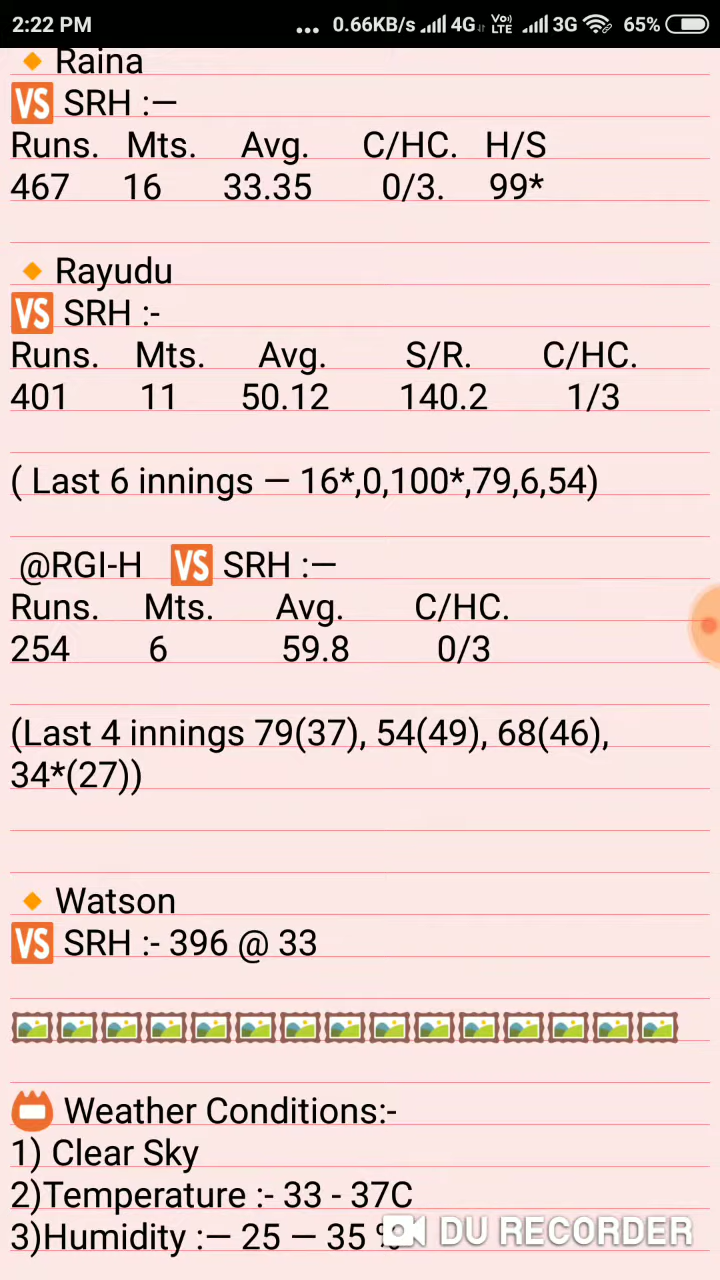 2:22 PM ... 0.66KB/s 4G VoLTE 3G 65%
🔸Raina
🆚 SRH :—
Runs. Mts. Avg. C/HC. H/S
467 16 33.35 0/3. 99*
🔸Rayudu
🆚 SRH :-
Runs. Mts. Avg. S/R. C/HC.
401 11 50.12 140.2 1/3
( Last 6 innings — 16*,0,100*,79,6,54)
@RGI-H 🆚 SRH :—
Runs. Mts. Avg. C/HC.
254 6 59.8 0/3
(Last 4 innings 79(37), 54(49), 68(46),
34*(27))
🔸Watson
🆚 SRH :- 396 @ 33
📛 Weather Conditions:-
1) Clear Sky
2)Temperature :- 33 - 37C
3)Humidity :— 25 — 35 %
DU RECORDER